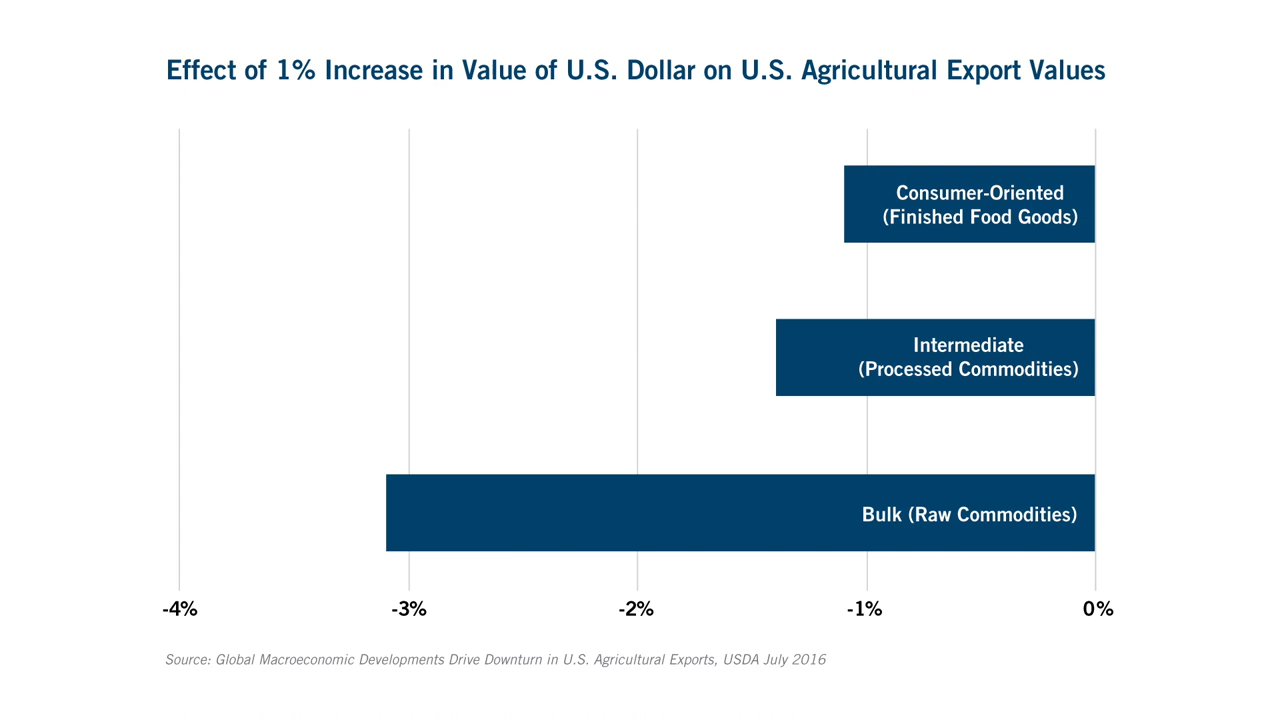 Effect of 1% Increase in Value of U.S. Dollar on U.S. Agricultural Export Values
Consumer-Oriented
(Finished Food Goods)
Intermediate
(Processed Commodities)
Bulk (Raw Commodities)
-4%
-3%
-2%
-1%
0%
Source: Global Macroeconomic Developments Drive Downturn in U.S. Agricultural Exports, USDA July 2016